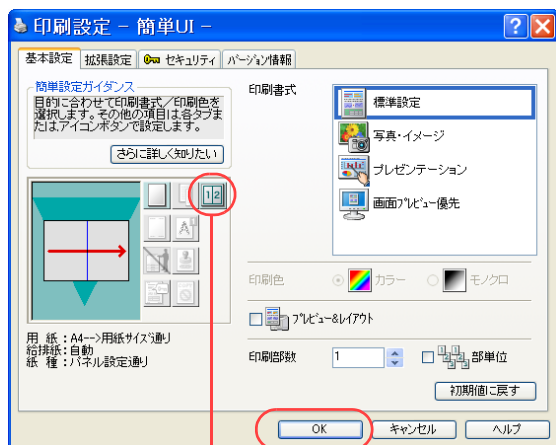 印刷設定 - 簡単UI -
基本設定 拡張設定 セキュリティ バージョン情報
簡単設定ガイダンス
目的に合わせて印刷書式/印刷色を
選択します。その他の項目は各タブま
たはアイコンボタンで設定します。
さらに詳しく知りたい
1 2
用 紙 : A4-->用紙サイズ通り
給排紙 : 自動
紙 種 : パネル設定通り
印刷書式
標準設定
写真・イメージ
プレゼンテーション
画面プレビュー優先
印刷色 カラー モノクロ
プレビュー&レイアウト
印刷部数 1 部単位
初期値に戻す
OK キャンセル ヘルプ